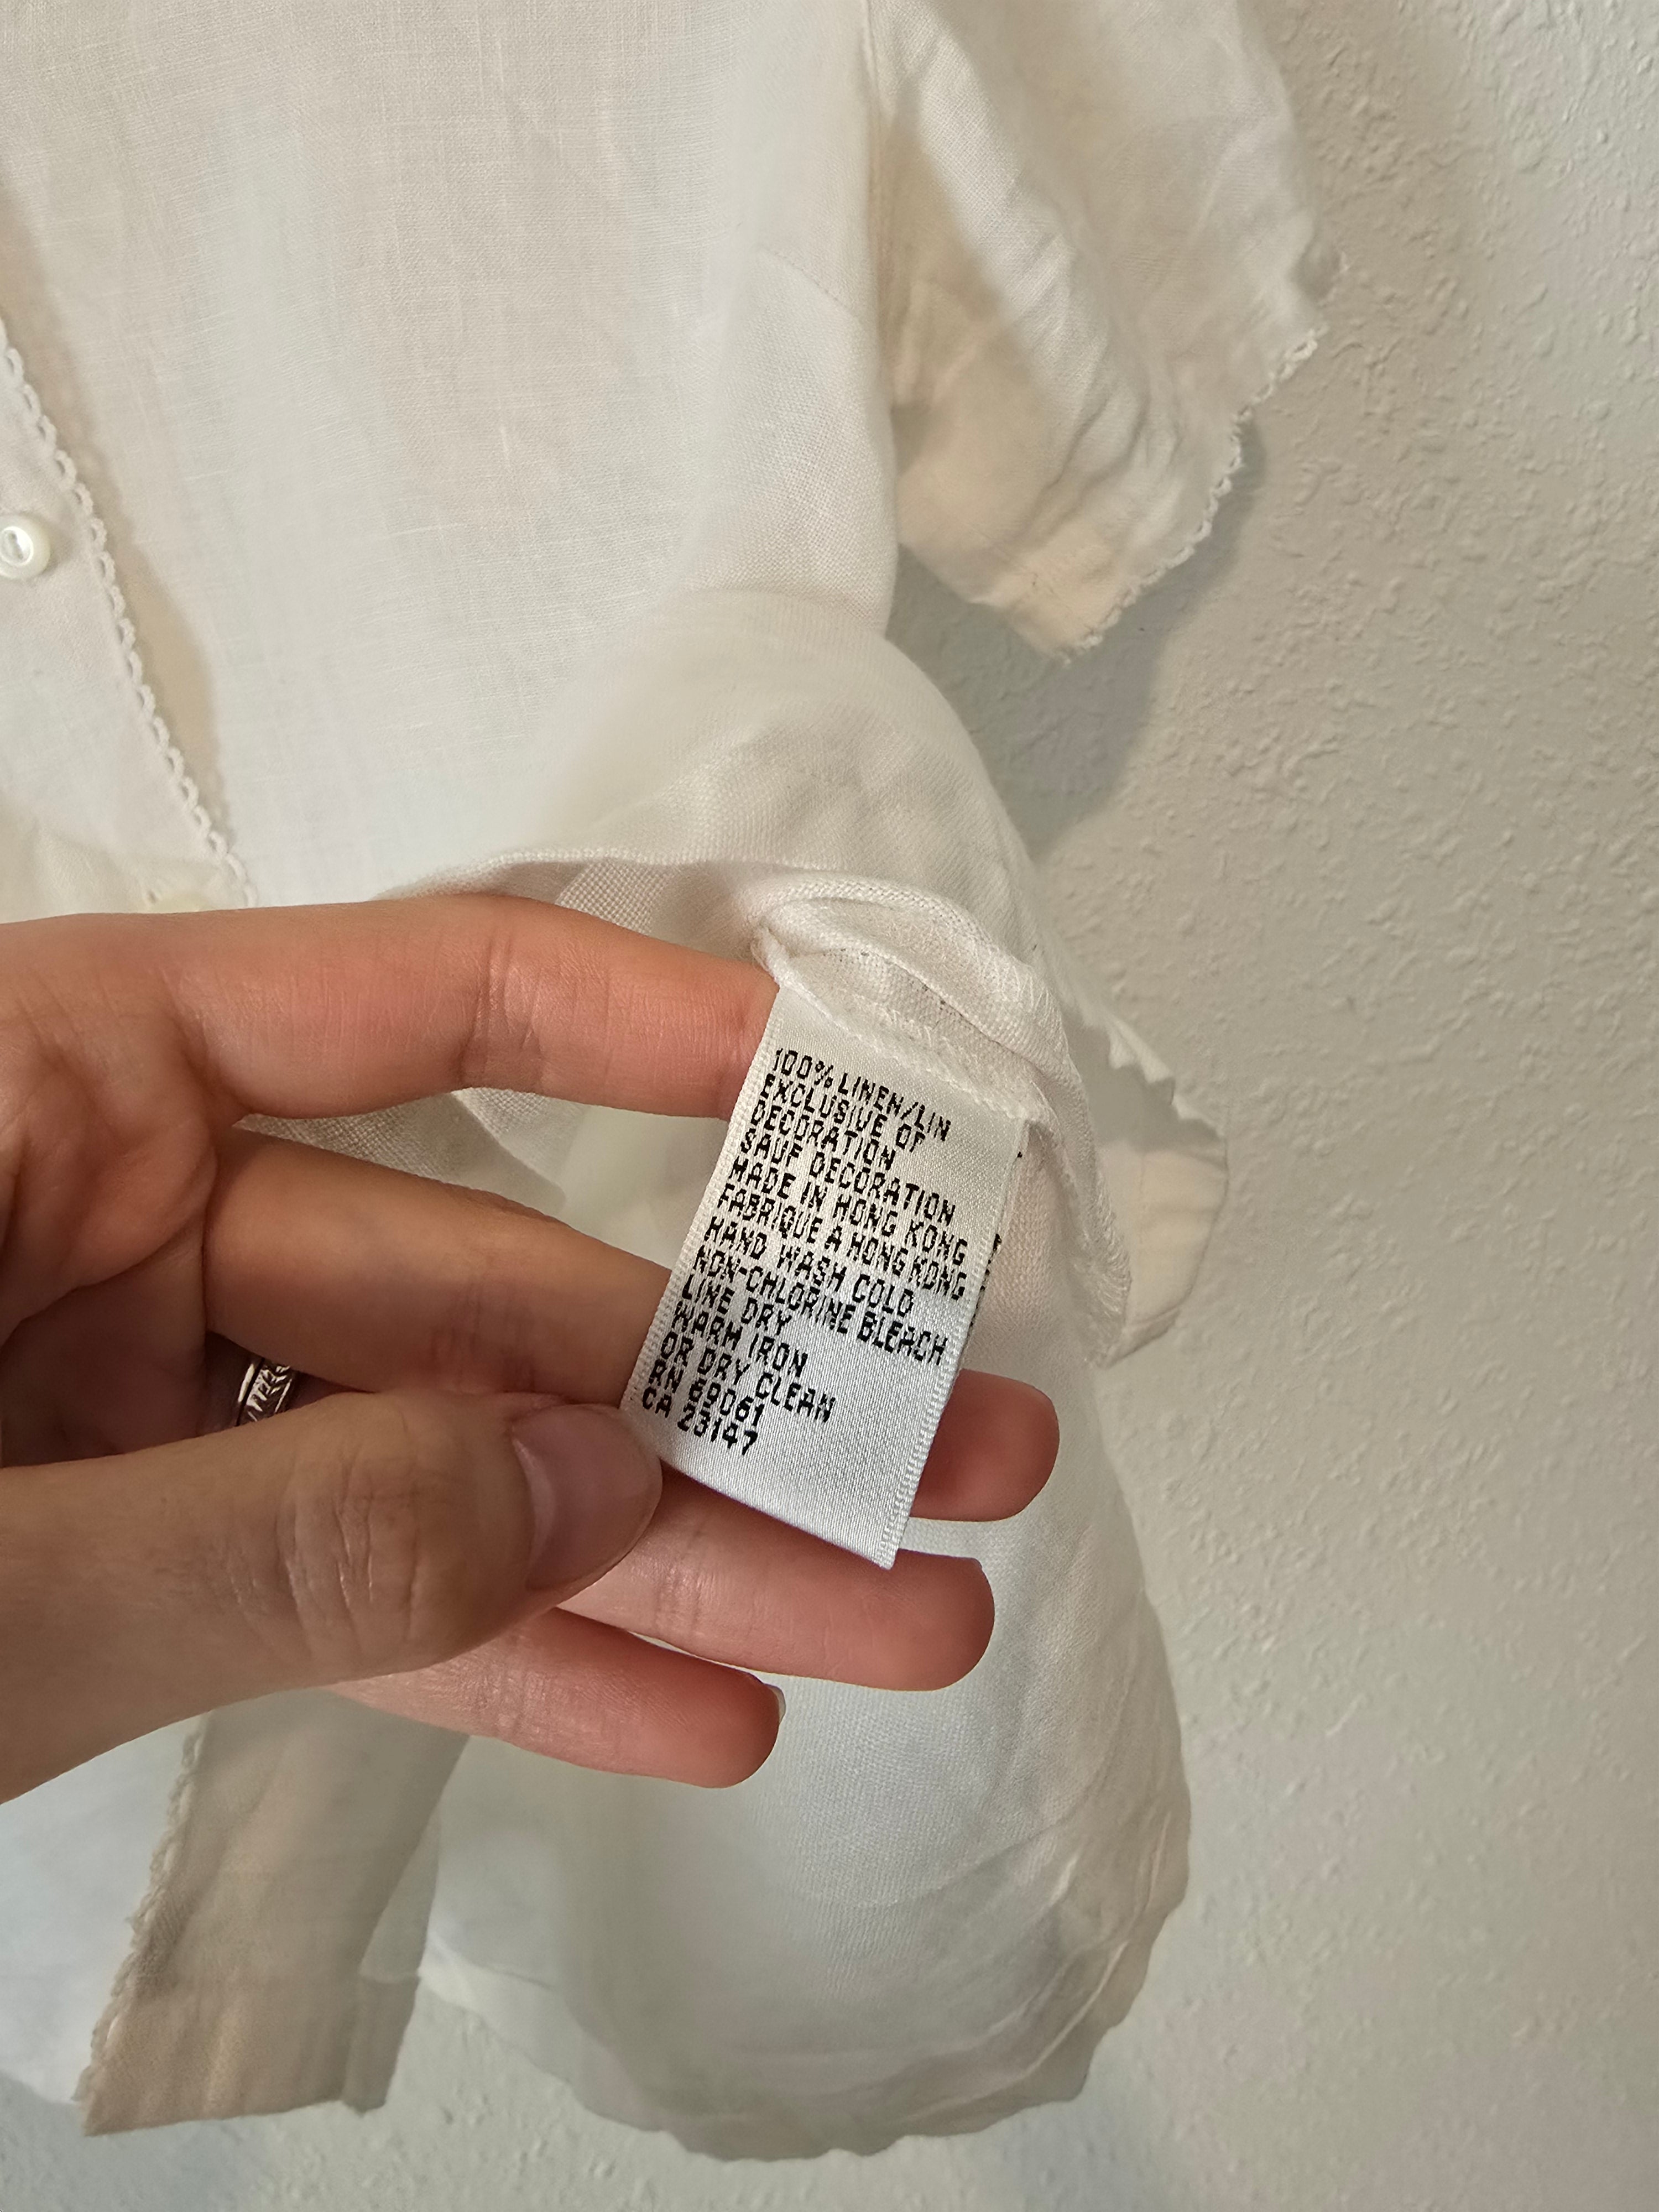 100% LINEN/LIN
EXCLUSIVE OF
DECORATION
SAUF DECORATION
MADE IN HONG KONG
FABRIQUE A HONG KONG
HAND WASH COLD
NON-CHLORINE BLEACH
LINE DRY
WARM IRON
OR DRY CLEAN
RN 69061
CA 23147